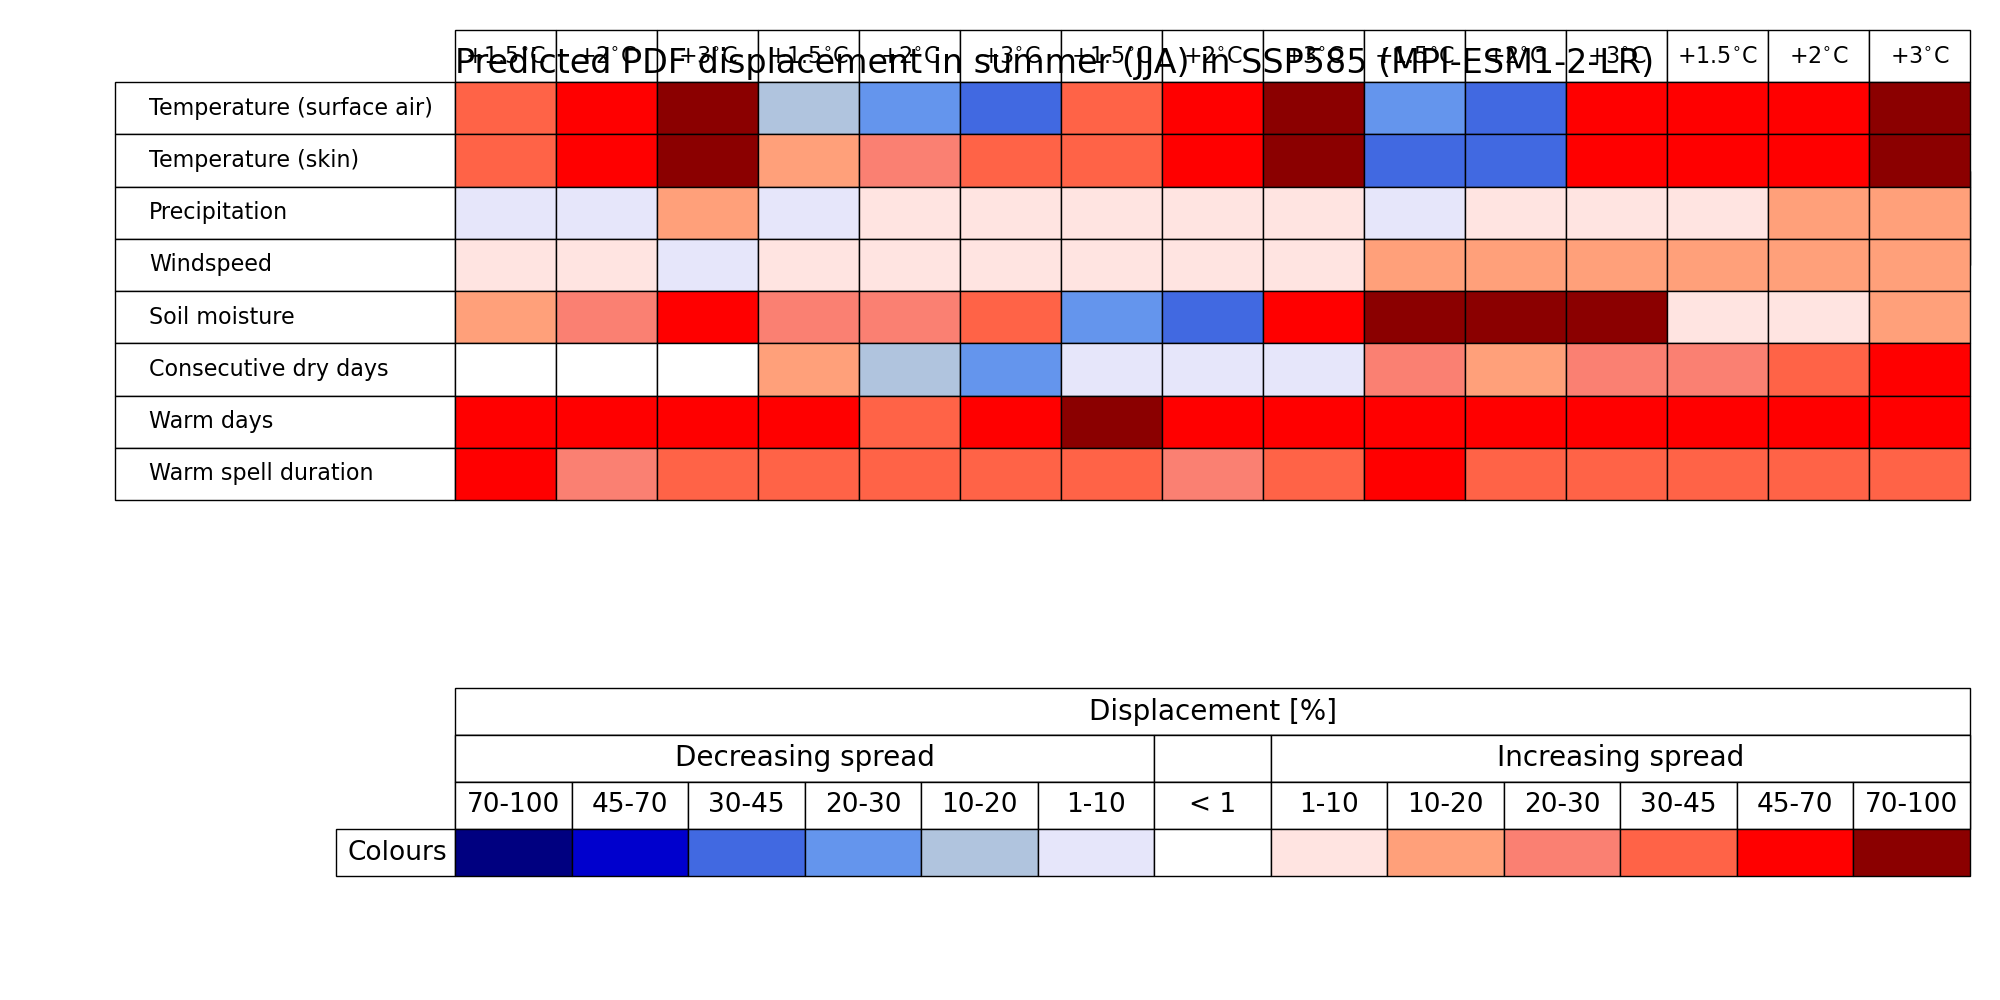 Predicted PDF displacement in summer (JJA) in SSP585 (MPI-ESM1-2-LR)
+1.5°C +2°C +3°C +1.5°C +2°C +3°C +1.5°C +2°C +3°C +1.5°C +2°C +3°C +1.5°C +2°C +3°C
Temperature (surface air)
Temperature (skin)
Precipitation
Windspeed
Soil moisture
Consecutive dry days
Warm days
Warm spell duration
Displacement [%]
Decreasing spread Increasing spread
70-100 45-70 30-45 20-30 10-20 1-10 < 1 1-10 10-20 20-30 30-45 45-70 70-100
Colours